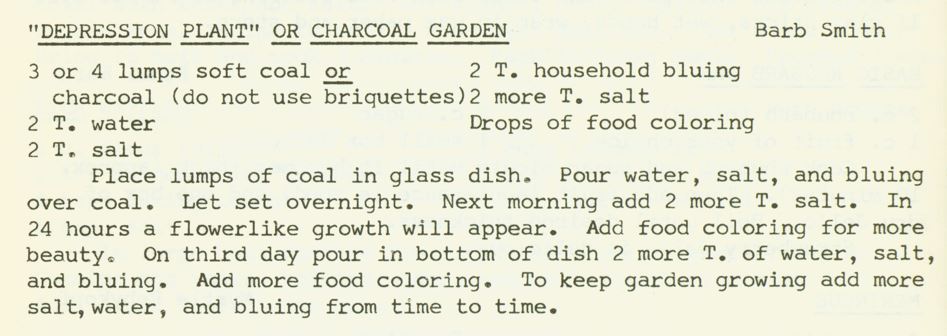 "DEPRESSION PLANT" OR CHARCOAL GARDEN Barb Smith
3 or 4 lumps soft coal or 2 T. household bluing
charcoal (do not use briquettes) 2 more T. salt
2 T. water Drops of food coloring
2 T. salt
Place lumps of coal in glass dish. Pour water, salt, and bluing
over coal. Let set overnight. Next morning add 2 more T. salt. In
24 hours a flowerlike growth will appear. Add food coloring for more
beauty. On third day pour in bottom of dish 2 more T. of water, salt,
and bluing. Add more food coloring. To keep garden growing add more
salt, water, and bluing from time to time.